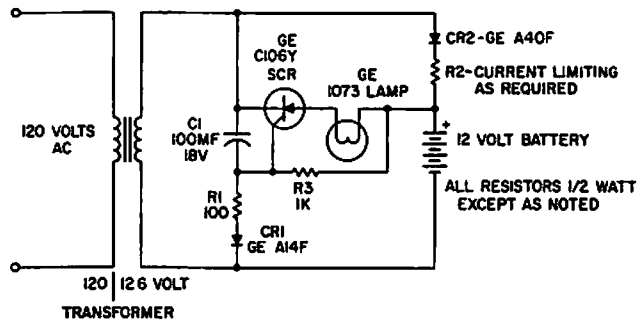 120 VOLTS
AC
120 | 126 VOLT
TRANSFORMER
C1
100MF
18V
GE
C106Y
SCR
GE
1073 LAMP
R1
100
R3
1K
CR1
GE A14F
CR2-GE A40F
R2-CURRENT LIMITING
AS REQUIRED
+
12 VOLT BATTERY
ALL RESISTORS 1/2 WATT
EXCEPT AS NOTED